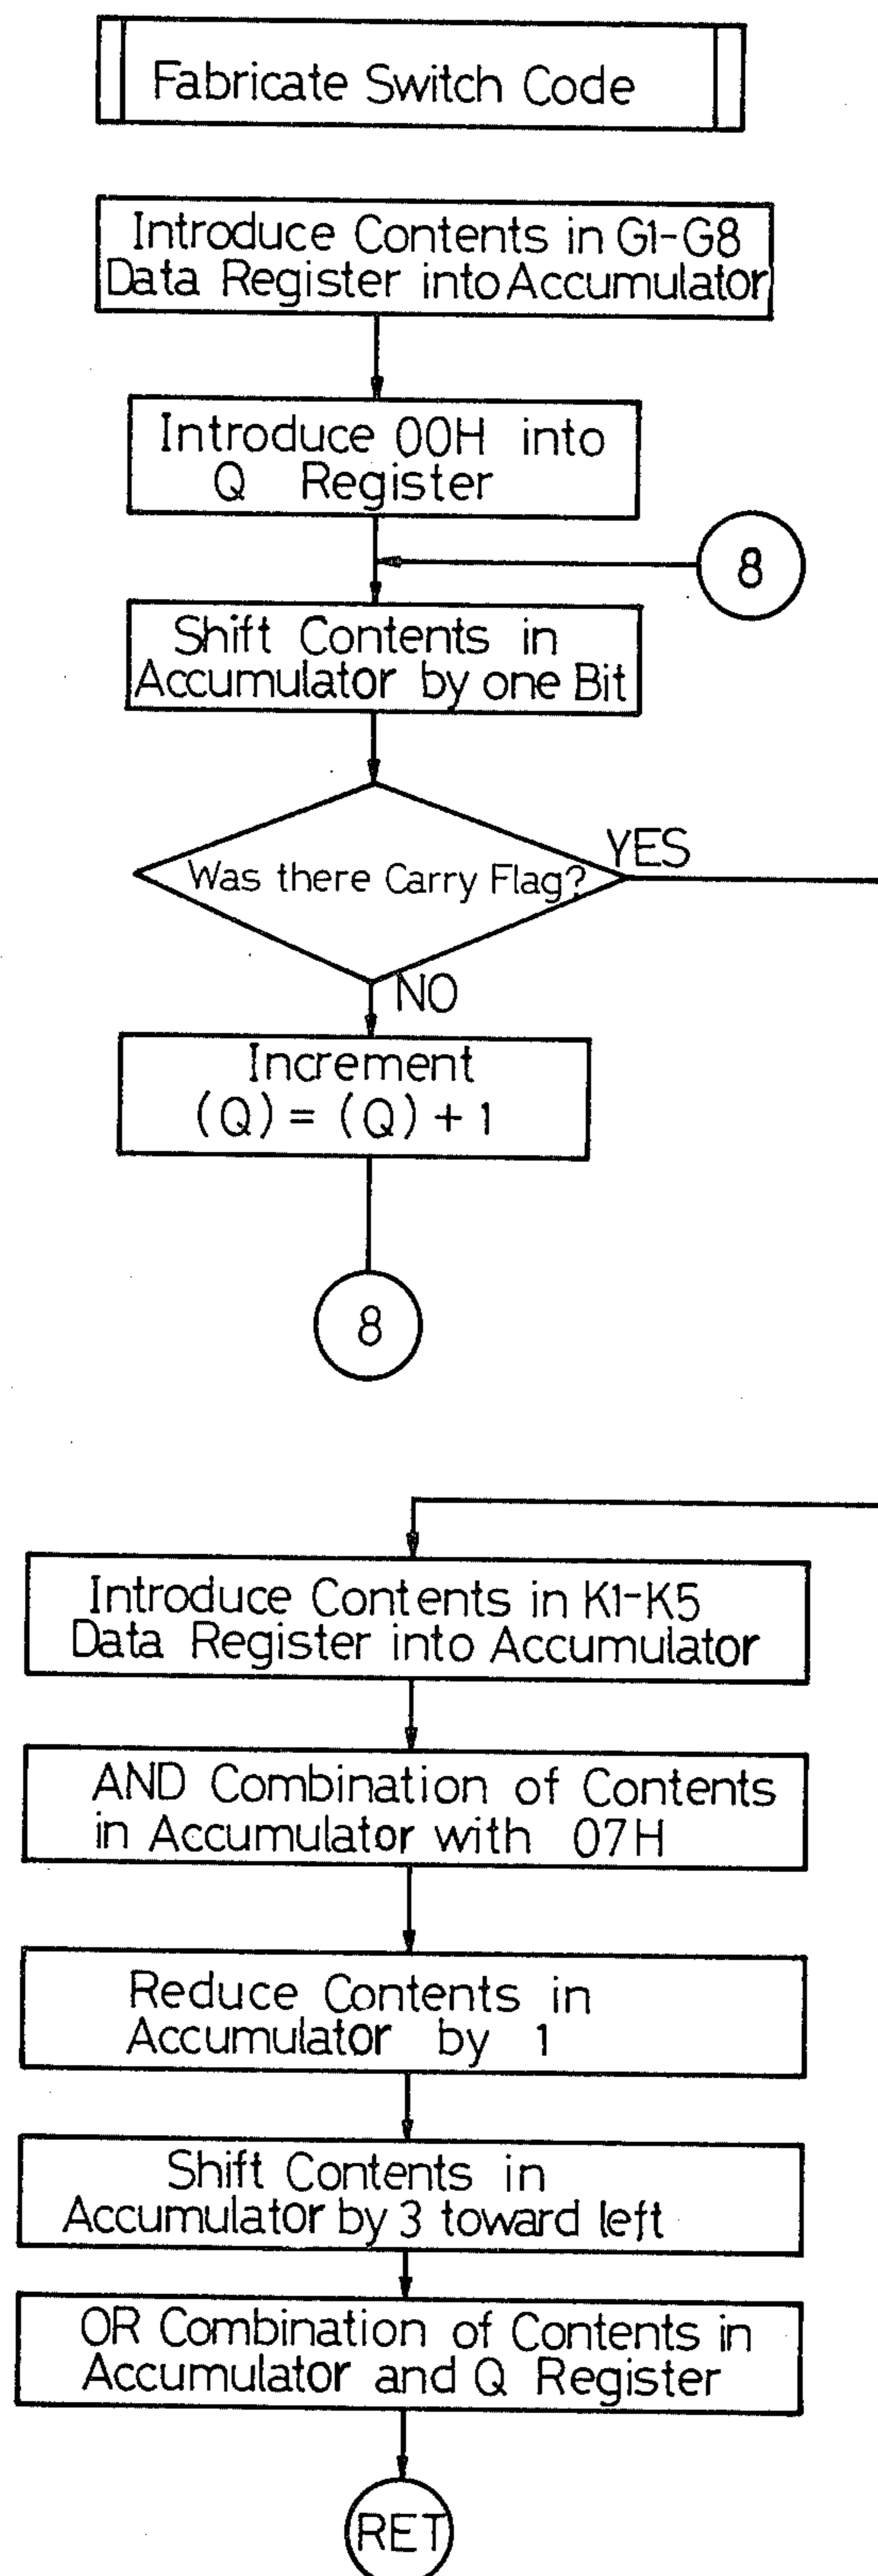 Fabricate Switch Code
Introduce Contents in G1-G8
Data Register into Accumulator
Introduce 00H into
Q Register
8
Shift Contents in
Accumulator by one Bit
Was there Carry Flag?
YES
NO
Increment
(Q) = (Q) + 1
8
Introduce Contents in K1-K5
Data Register into Accumulator
AND Combination of Contents
in Accumulator with 07H
Reduce Contents in
Accumulator by 1
Shift Contents in
Accumulator by 3 toward left
OR Combination of Contents in
Accumulator and Q Register
RET